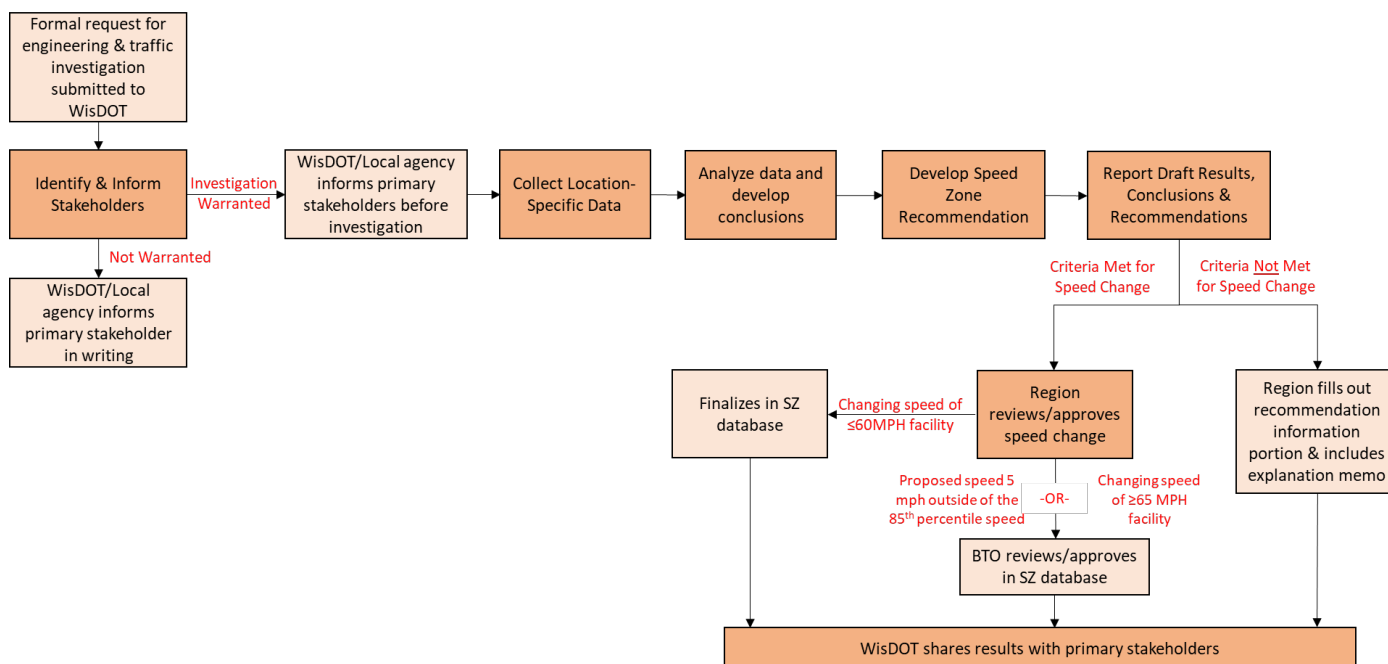 Formal request for
engineering & traffic
investigation
submitted to
WisDOT
Identify & Inform
Stakeholders
Investigation
Warranted
WisDOT/Local agency
informs primary
stakeholders before
investigation
Collect Location-
Specific Data
Analyze data and
develop
conclusions
Develop Speed
Zone
Recommendation
Report Draft Results,
Conclusions &
Recommendations
Not Warranted
WisDOT/Local
agency informs
primary
stakeholder
in writing
Criteria Met for
Speed Change
Criteria Not Met
for Speed Change
Finalizes in SZ
database
Changing speed of
≤60MPH facility
Region
reviews/approves
speed change
Region fills out
recommendation
information
portion & includes
explanation memo
Proposed speed 5
mph outside of the
85th percentile speed
-OR-
Changing speed
of ≥65 MPH
facility
BTO reviews/approves
in SZ database
WisDOT shares results with primary stakeholders